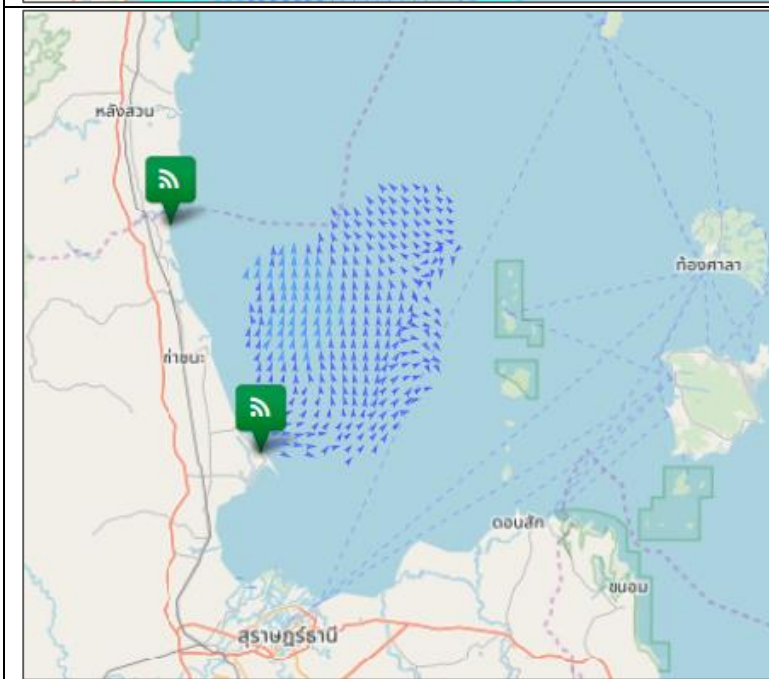 หลังสวน
ท้องศาลา
ท่าชนะ
ดอนสัก
ขนอม
สุราษฎร์ธานี